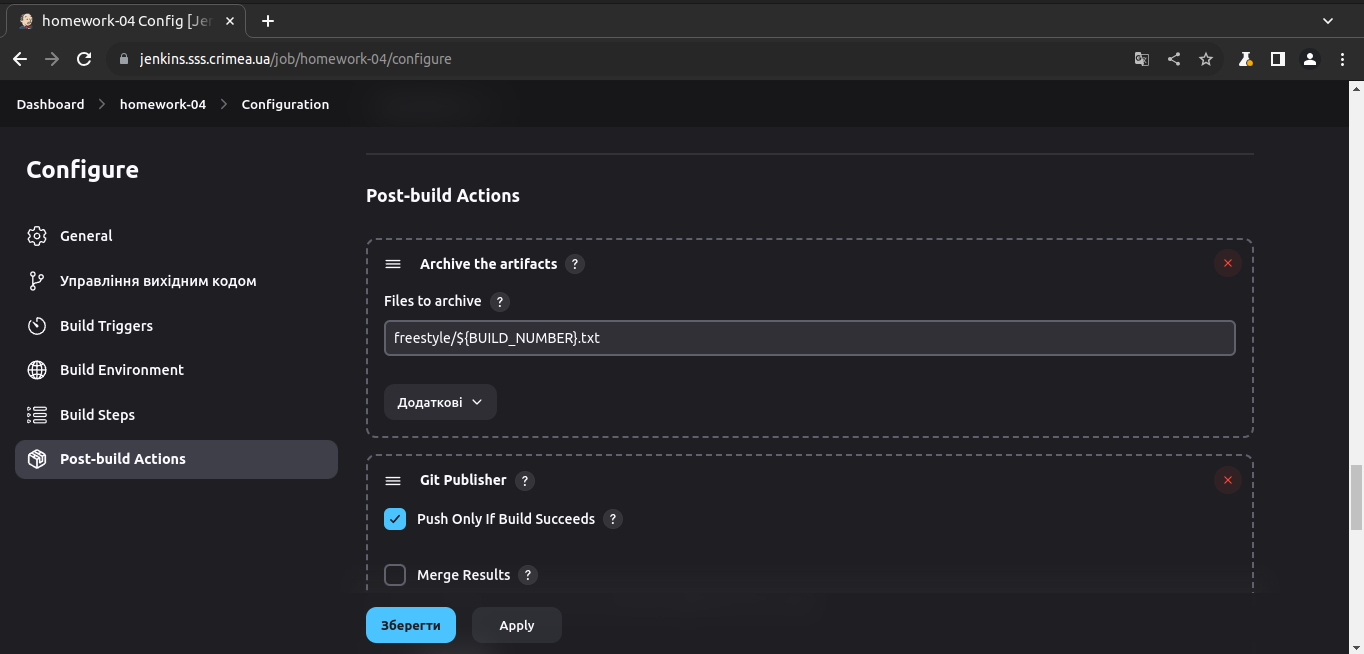 homework-04 Config [Jen
jenkins.sss.crimea.ua/job/homework-04/configure
Dashboard > homework-04 > Configuration
Configure
General
Управління вихідним кодом
Build Triggers
Build Environment
Build Steps
Post-build Actions
Post-build Actions
Archive the artifacts ?
Files to archive ?
freestyle/${BUILD_NUMBER}.txt
Додаткові
Git Publisher ?
Push Only If Build Succeeds ?
Merge Results ?
Зберегти
Apply